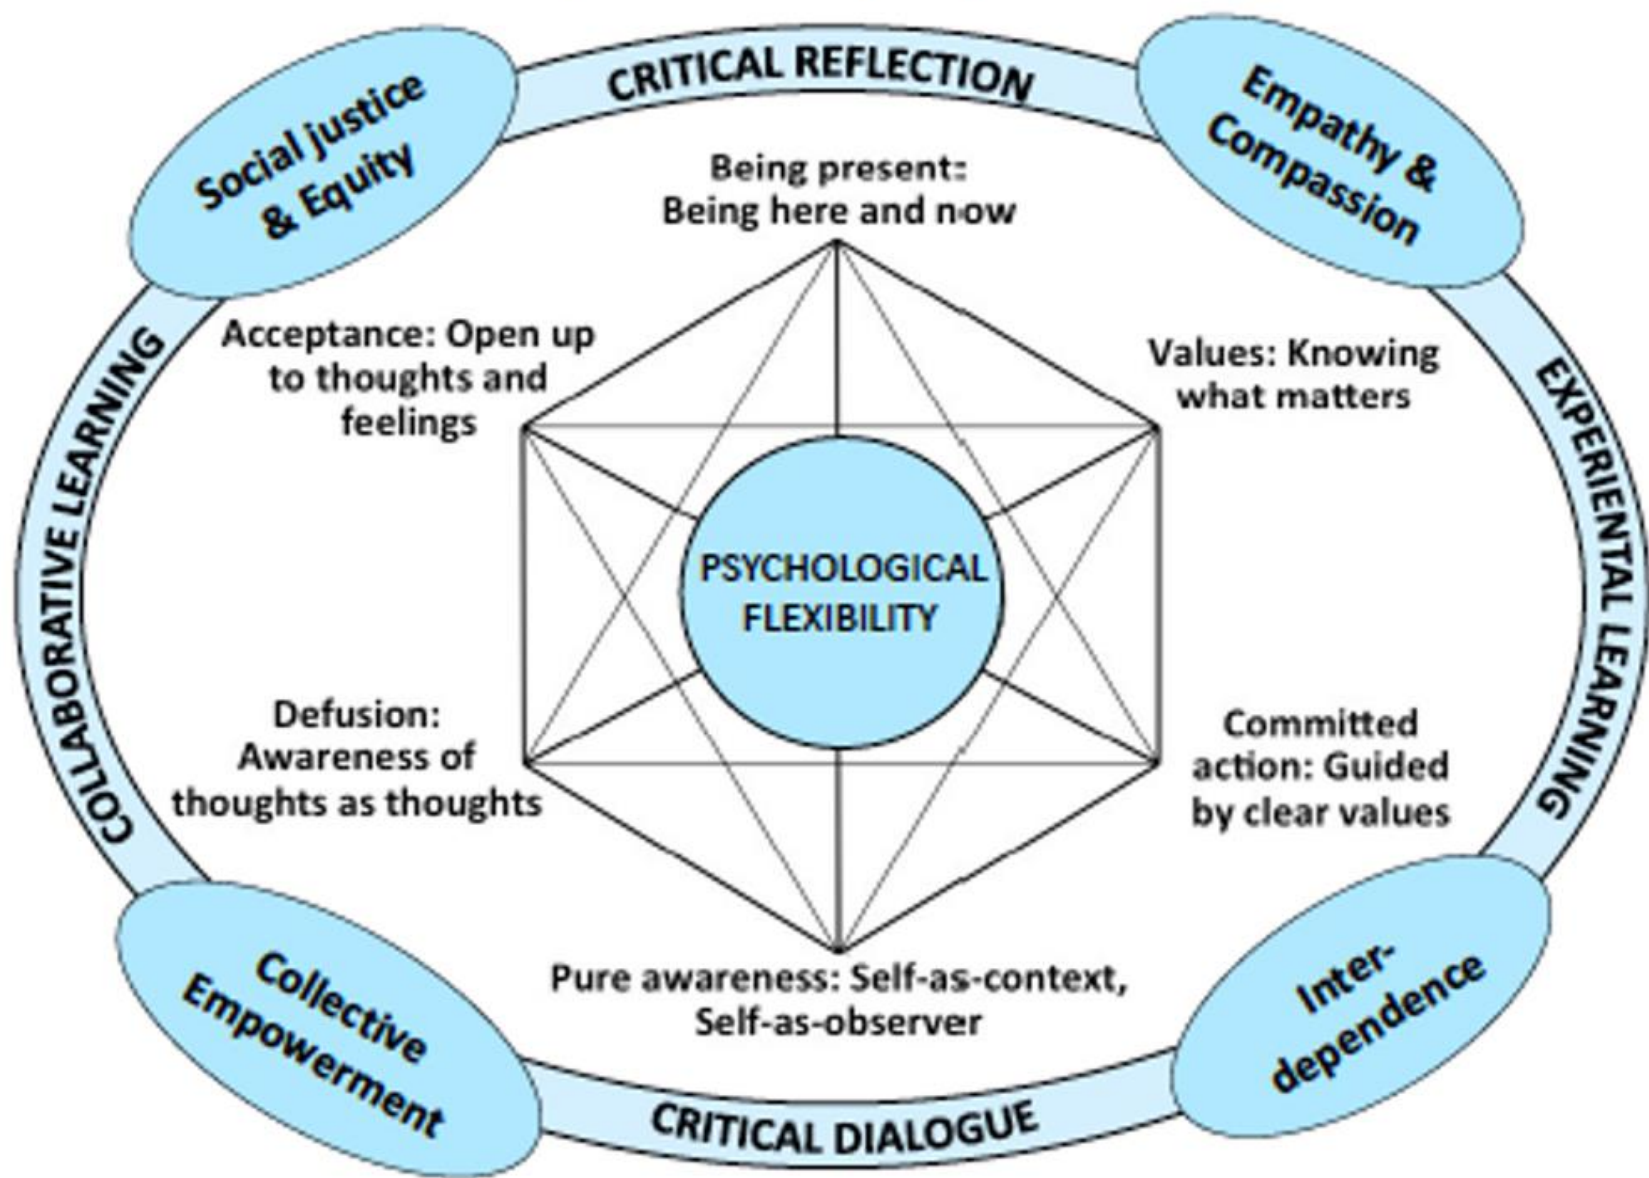 CRITICAL REFLECTION
Social justice
& Equity
Empathy &
Compassion
Being present:
Being here and now
Acceptance: Open up
to thoughts and
feelings
Values: Knowing
what matters
COLLABORATIVE LEARNING
EXPERIENTAL LEARNING
PSYCHOLOGICAL
FLEXIBILITY
Defusion:
Awareness of
thoughts as thoughts
Committed
action: Guided
by clear values
Pure awareness: Self-as-context,
Self-as-observer
Collective
Empowerment
Inter-
dependence
CRITICAL DIALOGUE